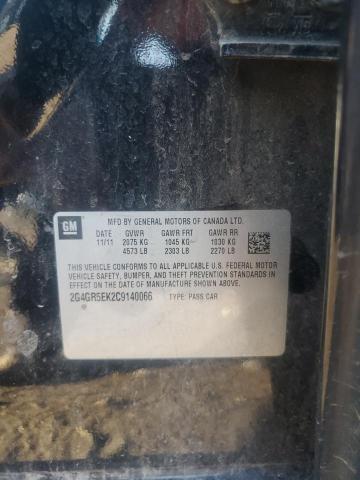 GM
MFD BY GENERAL MOTORS OF CANADA LTD.
GVWR GAWR FRT GAWR RR
11/11 2075 KG 1045 KG 1030 KG
4573 LB 2303 LB 2270 LB
THIS VEHICLE CONFORMS TO ALL APPLICABLE U.S. FEDERAL MOTOR
VEHICLE SAFETY, BUMPER, AND THEFT PREVENTION STANDARDS IN
EFFECT ON THE DATE OF MANUFACTURE SHOWN ABOVE.
2G4GR5EK2C9140066 TYPE: PASS CAR